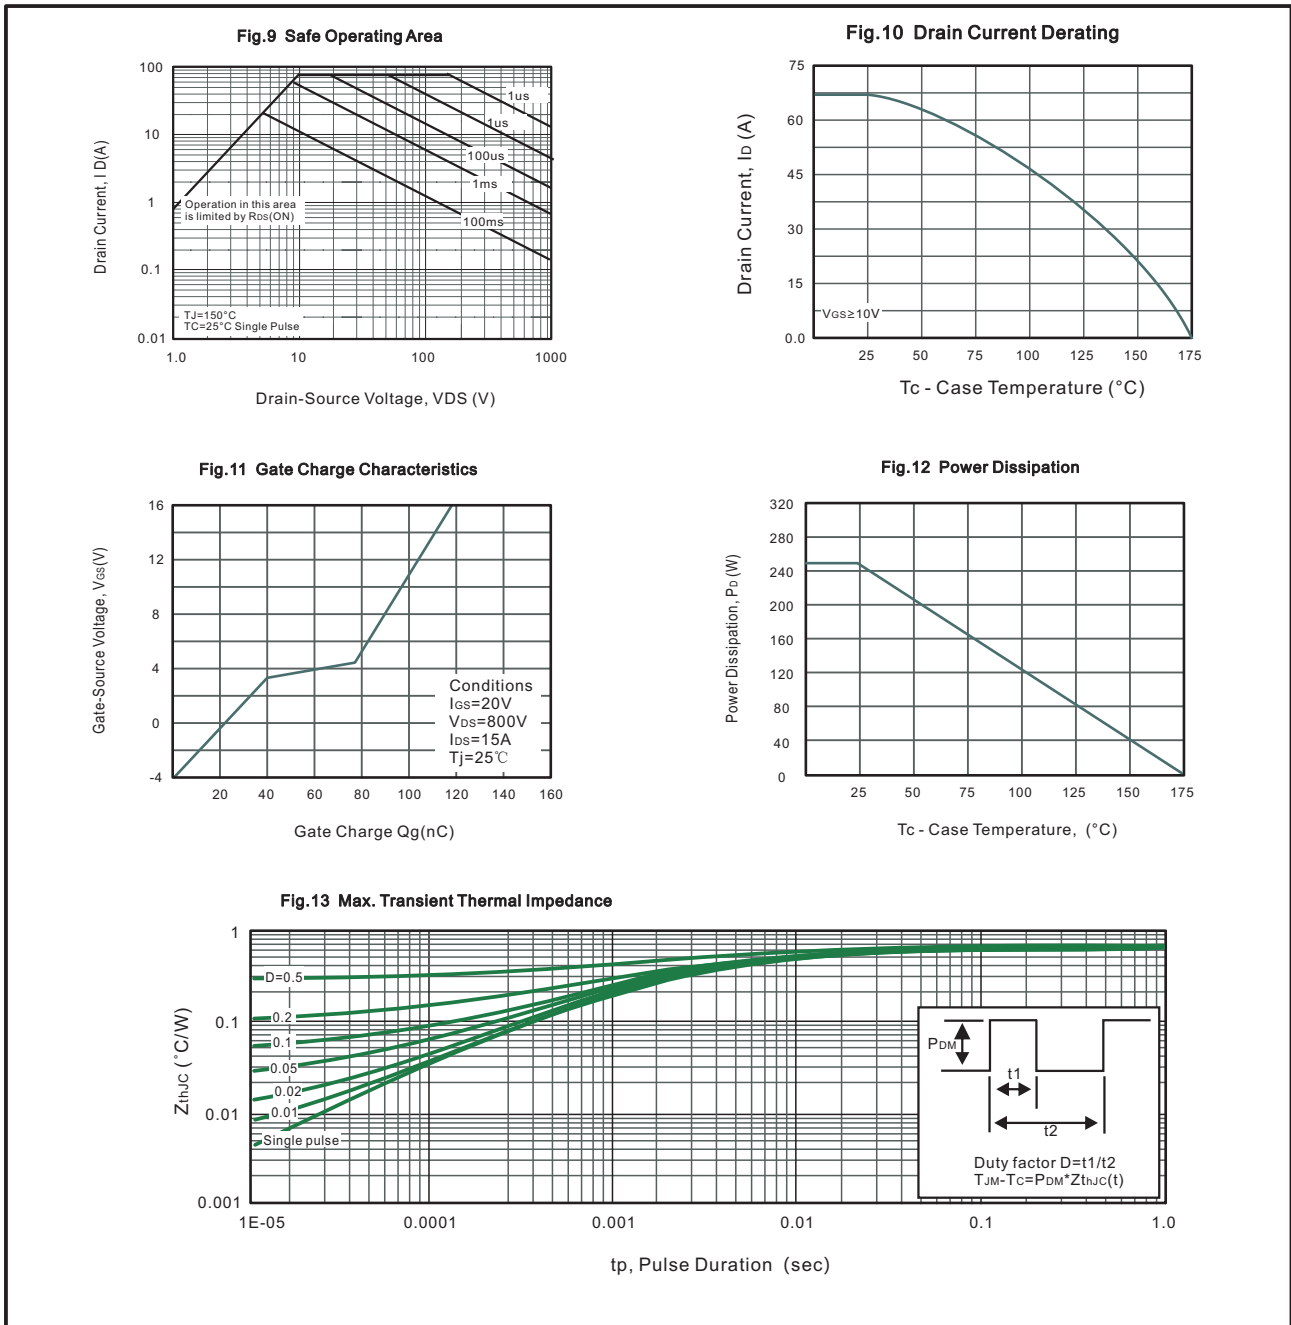 Fig.9 Safe Operating Area
100
10
1
0.1
0.01
1.0
10
100
1000
Drain Current, I D(A)
1us
1us
100us
1ms
100ms
Operation in this area
is limited by RDS(ON)
TJ=150°C
TC=25°C Single Pulse
Drain-Source Voltage, VDS (V)
Fig.10 Drain Current Derating
75
60
45
30
15
0.0
25
50
75
100
125
150
175
Drain Current, ID (A)
VGS≥10V
Tc - Case Temperature (°C)
Fig.11 Gate Charge Characteristics
16
12
8
4
0
-4
20
40
60
80
100
120
140
160
Gate-Source Voltage, VGS(V)
Conditions
IGS=20V
VDS=800V
IDS=15A
Tj=25℃
Gate Charge Qg(nC)
Fig.12 Power Dissipation
320
280
240
200
160
120
80
40
0
25
50
75
100
125
150
175
Power Dissipation, PD (W)
Tc - Case Temperature, (°C)
Fig.13 Max. Transient Thermal Impedance
1
0.1
0.01
0.001
1E-05
0.0001
0.001
0.01
0.1
1.0
ZthJC (°C/W)
D=0.5
0.2
0.1
0.05
0.02
0.01
Single pulse
PDM
t1
t2
Duty factor D=t1/t2
TJM-TC=PDM*ZthJC(t)
tp, Pulse Duration (sec)